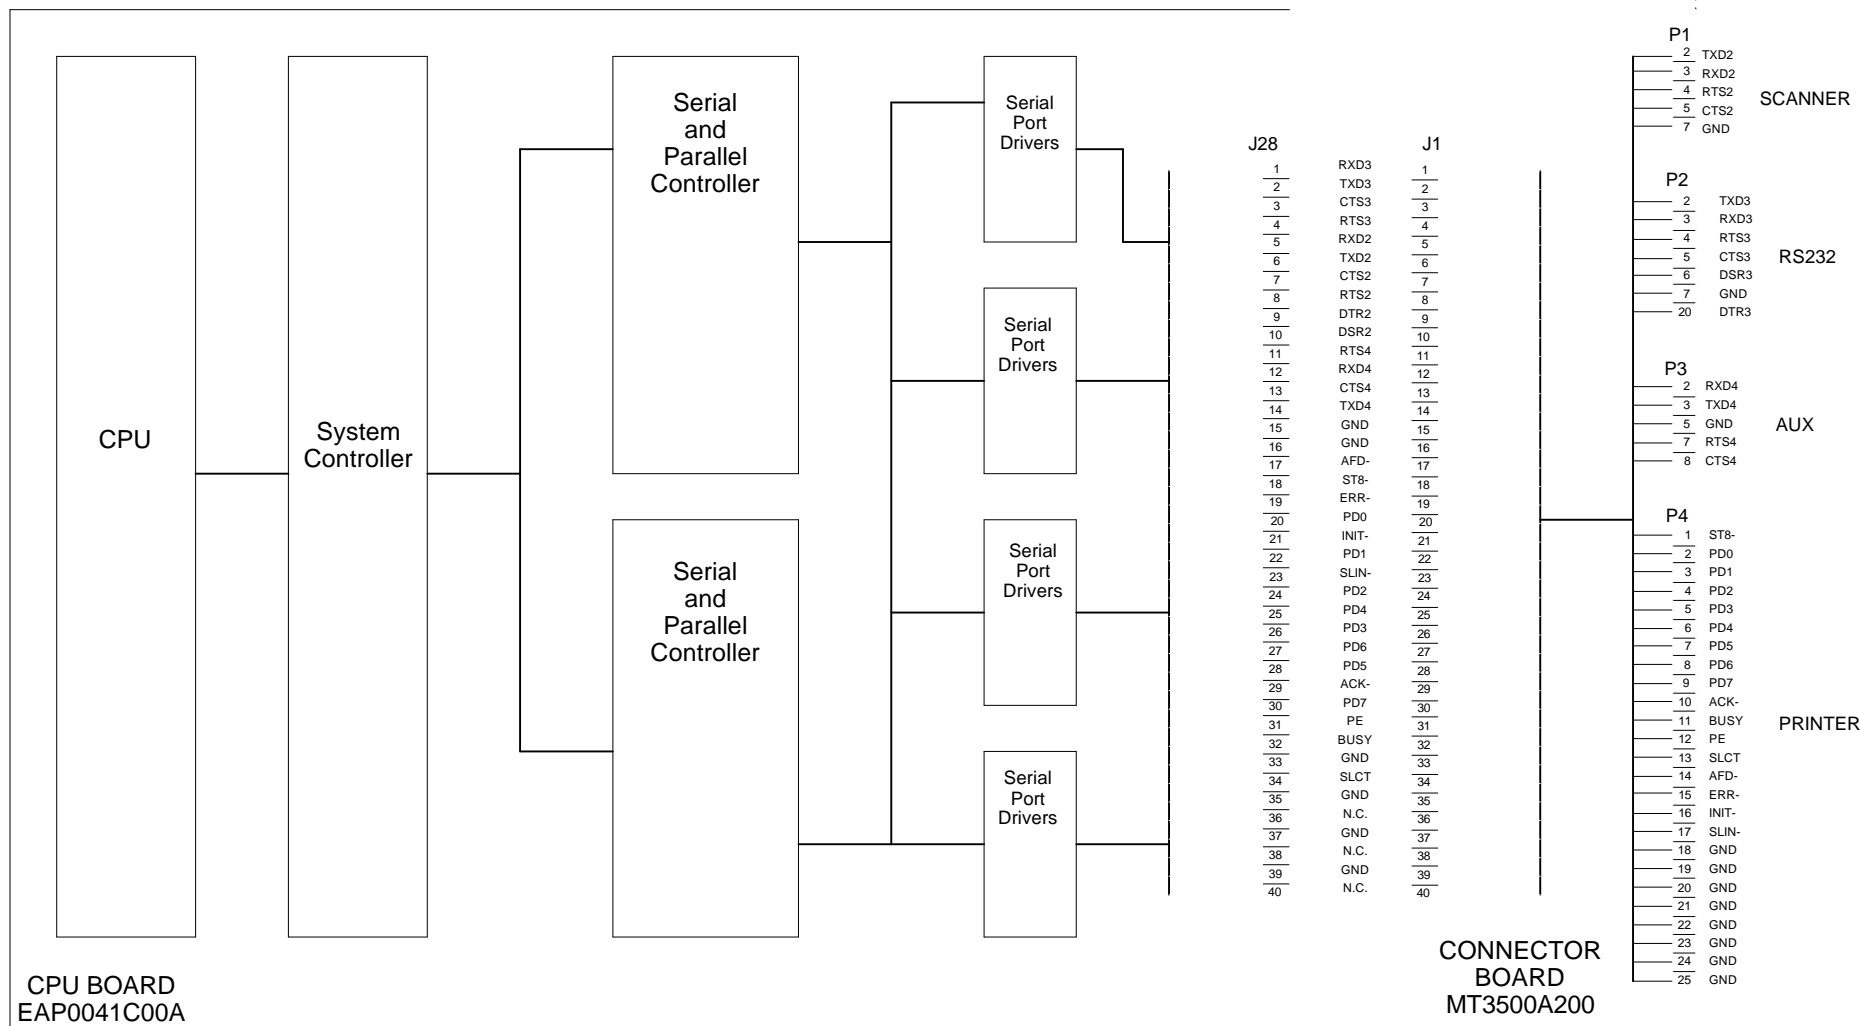 CPU
System
Controller
Serial
and
Parallel
Controller
Serial
and
Parallel
Controller
Serial
Port
Drivers
Serial
Port
Drivers
Serial
Port
Drivers
Serial
Port
Drivers
CPU BOARD
EAP0041C00A
J28 J1
1 RXD3 1
2 TXD3 2
3 CTS3 3
4 RTS3 4
5 RXD2 5
6 TXD2 6
7 CTS2 7
8 RTS2 8
9 DTR2 9
10 DSR2 10
11 RTS4 11
12 RXD4 12
13 CTS4 13
14 TXD4 14
15 GND 15
16 GND 16
17 AFD- 17
18 ST8- 18
19 ERR- 19
20 PD0 20
21 INIT- 21
22 PD1 22
23 SLIN- 23
24 PD2 24
25 PD4 25
26 PD3 26
27 PD6 27
28 PD5 28
29 ACK- 29
30 PD7 30
31 PE 31
32 BUSY 32
33 GND 33
34 SLCT 34
35 GND 35
36 N.C. 36
37 GND 37
38 N.C. 38
39 GND 39
40 N.C. 40
CONNECTOR
BOARD
MT3500A200
P1
2 TXD2
3 RXD2
4 RTS2
5 CTS2
7 GND
SCANNER
P2
2 TXD3
3 RXD3
4 RTS3
5 CTS3
6 DSR3
7 GND
20 DTR3
RS232
P3
2 RXD4
3 TXD4
5 GND
7 RTS4
8 CTS4
AUX
P4
1 ST8-
2 PD0
3 PD1
4 PD2
5 PD3
6 PD4
7 PD5
8 PD6
9 PD7
10 ACK-
11 BUSY
12 PE
13 SLCT
14 AFD-
15 ERR-
16 INIT-
17 SLIN-
18 GND
19 GND
20 GND
21 GND
22 GND
23 GND
24 GND
25 GND
PRINTER